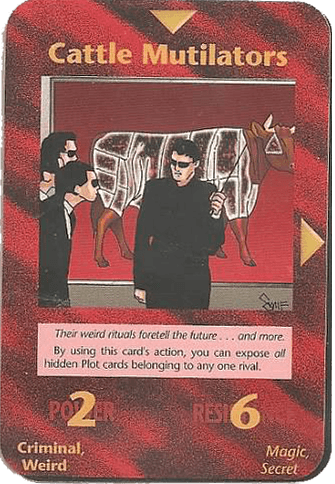 Cattle Mutilators
Their weird rituals foretell the future . . . and more.
By using this card's action, you can expose all
hidden Plot cards belonging to any one rival.
POWER 2 RESIST 6
Criminal,
Weird
Magic,
Secret